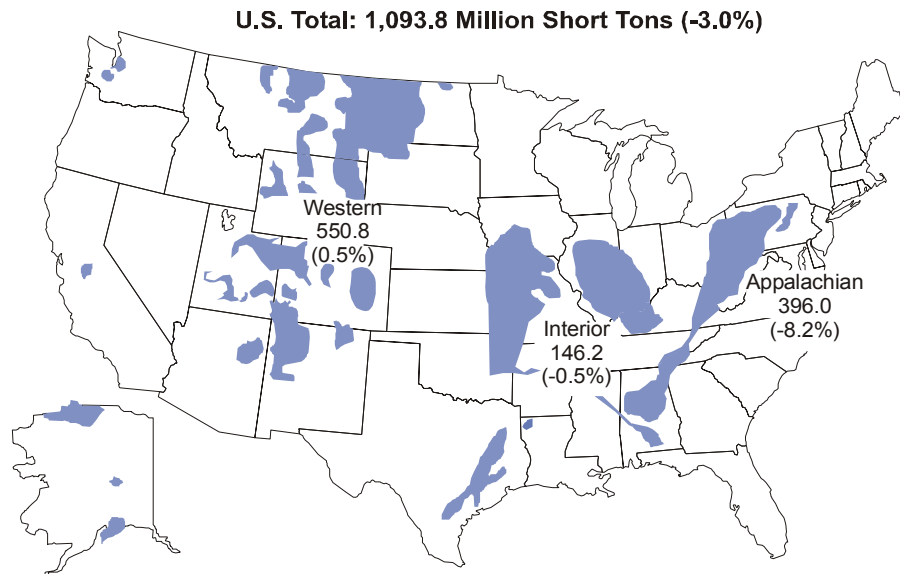 U.S. Total: 1,093.8 Million Short Tons (-3.0%)
Western
550.8
(0.5%)
Appalachian
396.0
(-8.2%)
Interior
146.2
(-0.5%)